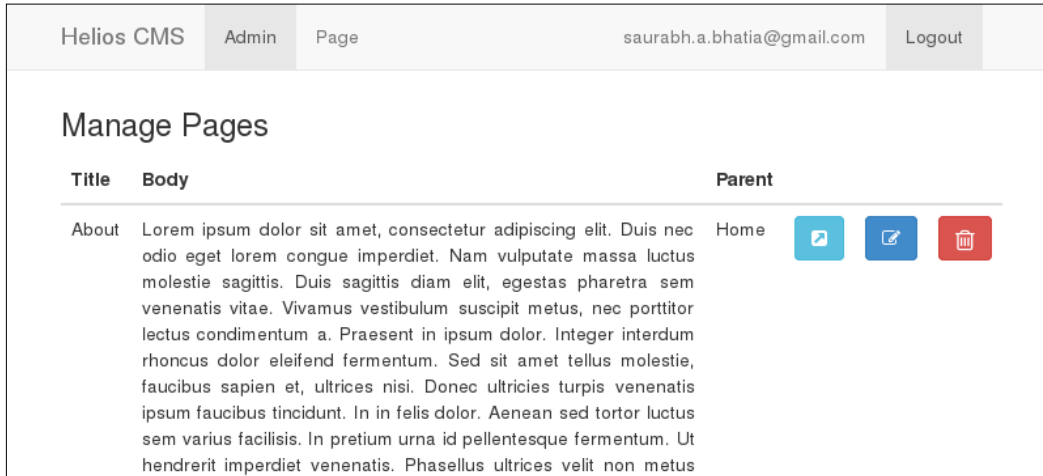 Helios CMS Admin Page saurabh.a.bhatia@gmail.com Logout
Manage Pages
Title Body Parent
About Lorem ipsum dolor sit amet, consectetur adipiscing elit. Duis nec Home
odio eget lorem congue imperdiet. Nam vulputate massa luctus
molestie sagittis. Duis sagittis diam elit, egestas pharetra sem
venenatis vitae. Vivamus vestibulum suscipit metus, nec porttitor
lectus condimentum a. Praesent in ipsum dolor. Integer interdum
rhoncus dolor eleifend fermentum. Sed sit amet tellus molestie,
faucibus sapien et, ultrices nisi. Donec ultricies turpis venenatis
ipsum faucibus tincidunt. In in felis dolor. Aenean sed tortor luctus
sem varius facilisis. In pretium urna id pellentesque fermentum. Ut
hendrerit imperdiet venenatis. Phasellus ultrices velit non metus